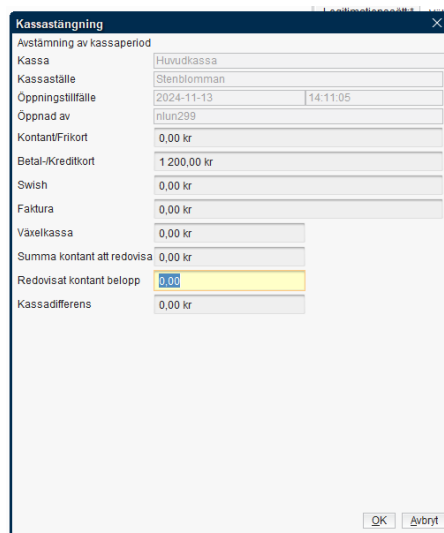 Kassastängning
Avstämning av kassaperiod
Kassa Huvudkassa
Kassaställe Stenblomman
Öppningstillfälle 2024-11-13 14:11:05
Öppnad av nlun299
Kontant/Frikort 0,00 kr
Betal-/Kreditkort 1 200,00 kr
Swish 0,00 kr
Faktura 0,00 kr
Växelkassa 0,00 kr
Summa kontant att redovisa 0,00 kr
Redovisat kontant belopp 0,00
Kassadifferens 0,00 kr
OK Avbryt